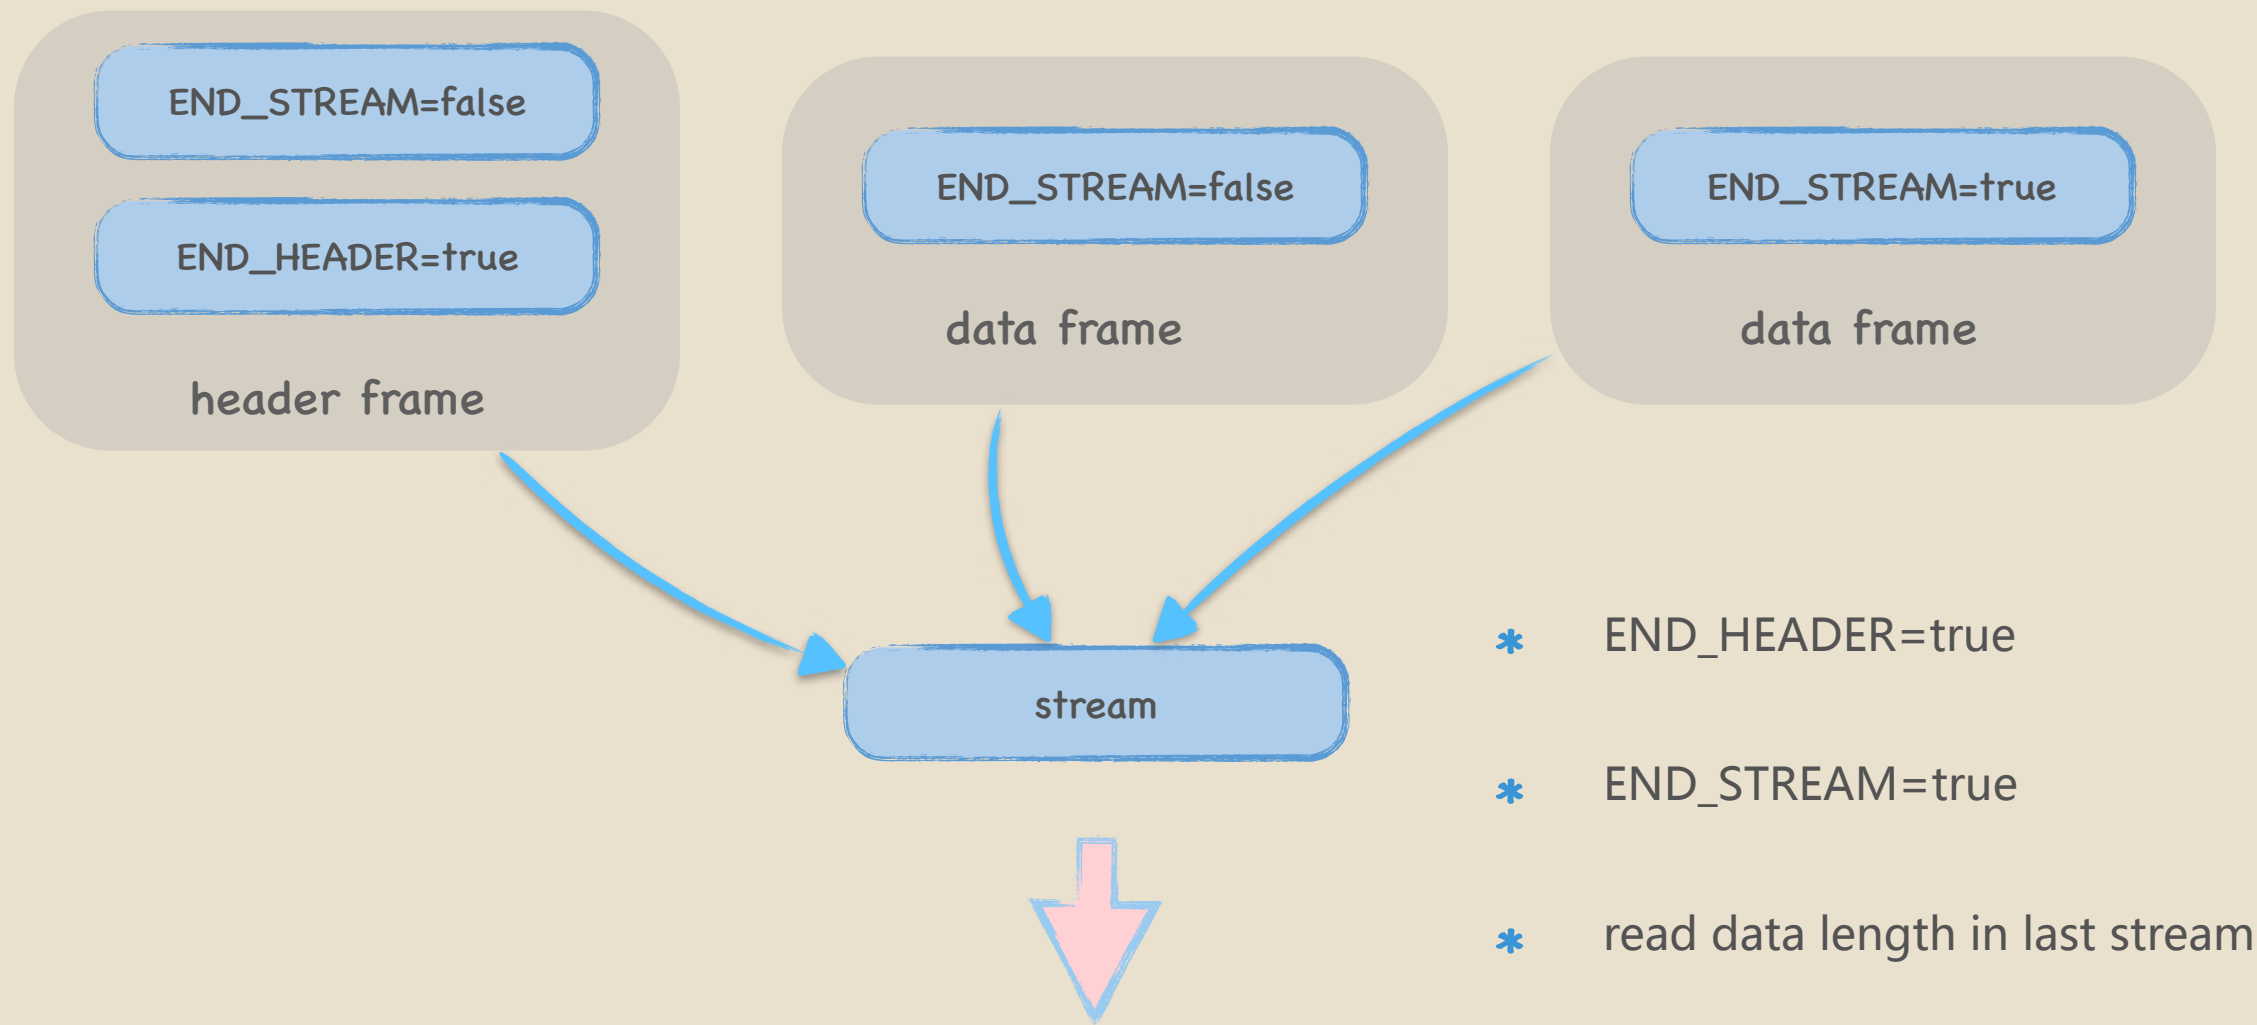 END_STREAM=false
END_HEADER=true
header frame
END_STREAM=false
data frame
END_STREAM=true
data frame
stream
* END_HEADER=true
* END_STREAM=true
* read data length in last stream